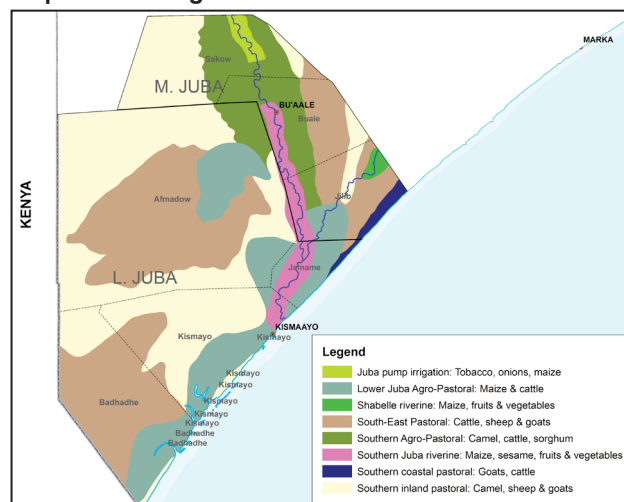 MARKA
Sakow
M. JUBA
BU'AALE
Buale
KENYA
Afmadow
Jilib
L. JUBA
Jamame
KISMAAYO
Kismayo
Kismayo
Kismayo
Kismayo
Badhadhe
Kismayo
Kismayo
Kismayo
Badhadhe
Badhadhe
Legend
Juba pump irrigation: Tobacco, onions, maize
Lower Juba Agro-Pastoral: Maize & cattle
Shabelle riverine: Maize, fruits & vegetables
South-East Pastoral: Cattle, sheep & goats
Southern Agro-Pastoral: Camel, cattle, sorghum
Southern Juba riverine: Maize, sesame, fruits & vegetables
Southern coastal pastoral: Goats, cattle
Southern inland pastoral: Camel, sheep & goats